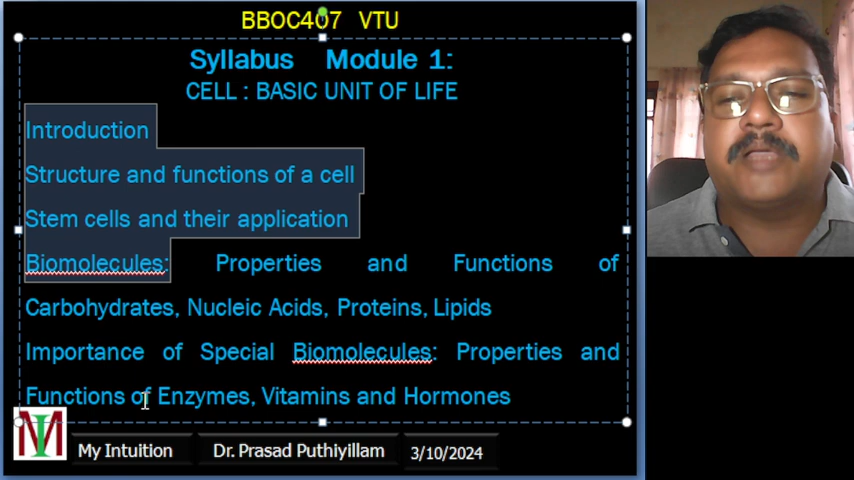 BBOC407 VTU
Syllabus Module 1:
CELL : BASIC UNIT OF LIFE
Introduction
Structure and functions of a cell
Stem cells and their application
Biomolecules: Properties and Functions of
Carbohydrates, Nucleic Acids, Proteins, Lipids
Importance of Special Biomolecules: Properties and
Functions of Enzymes, Vitamins and Hormones
MI
My Intuition Dr. Prasad Puthiyillam 3/10/2024